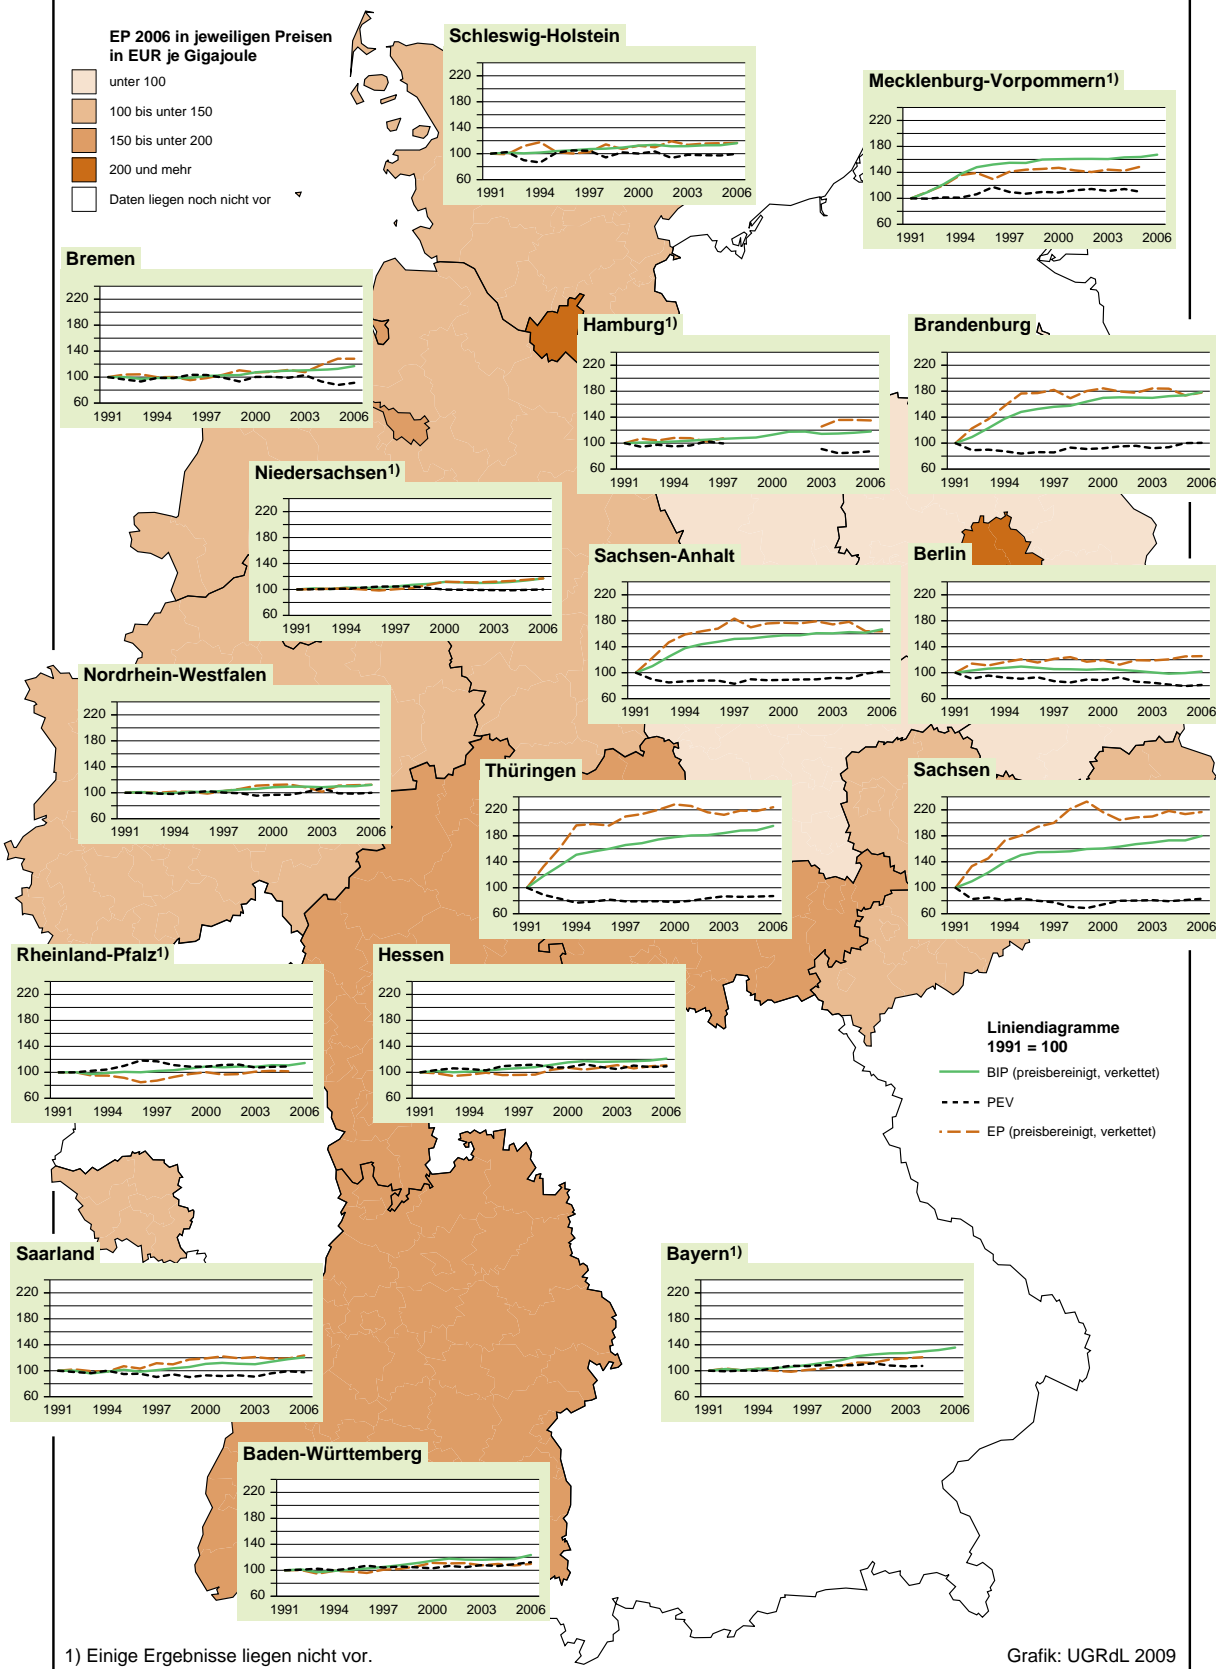 EP 2006 in jeweiligen Preisen
in EUR je Gigajoule
unter 100
100 bis unter 150
150 bis unter 200
200 und mehr
Daten liegen noch nicht vor
Schleswig-Holstein
220
180
140
100
60
1991 1994 1997 2000 2003 2006
Mecklenburg-Vorpommern1)
220
180
140
100
60
1991 1994 1997 2000 2003 2006
Bremen
220
180
140
100
60
1991 1994 1997 2000 2003 2006
Hamburg1)
220
180
140
100
60
1991 1994 1997 2000 2003 2006
Brandenburg
220
180
140
100
60
1991 1994 1997 2000 2003 2006
Niedersachsen1)
220
180
140
100
60
1991 1994 1997 2000 2003 2006
Sachsen-Anhalt
220
180
140
100
60
1991 1994 1997 2000 2003 2006
Berlin
220
180
140
100
60
1991 1994 1997 2000 2003 2006
Nordrhein-Westfalen
220
180
140
100
60
1991 1994 1997 2000 2003 2006
Thüringen
220
180
140
100
60
1991 1994 1997 2000 2003 2006
Sachsen
220
180
140
100
60
1991 1994 1997 2000 2003 2006
Rheinland-Pfalz1)
220
180
140
100
60
1991 1994 1997 2000 2003 2006
Hessen
220
180
140
100
60
1991 1994 1997 2000 2003 2006
Liniendiagramme
1991 = 100
BIP (preisbereinigt, verkettet)
PEV
EP (preisbereinigt, verkettet)
Saarland
220
180
140
100
60
1991 1994 1997 2000 2003 2006
Bayern1)
220
180
140
100
60
1991 1994 1997 2000 2003 2006
Baden-Württemberg
220
180
140
100
60
1991 1994 1997 2000 2003 2006
1) Einige Ergebnisse liegen nicht vor.
Grafik: UGRdL 2009